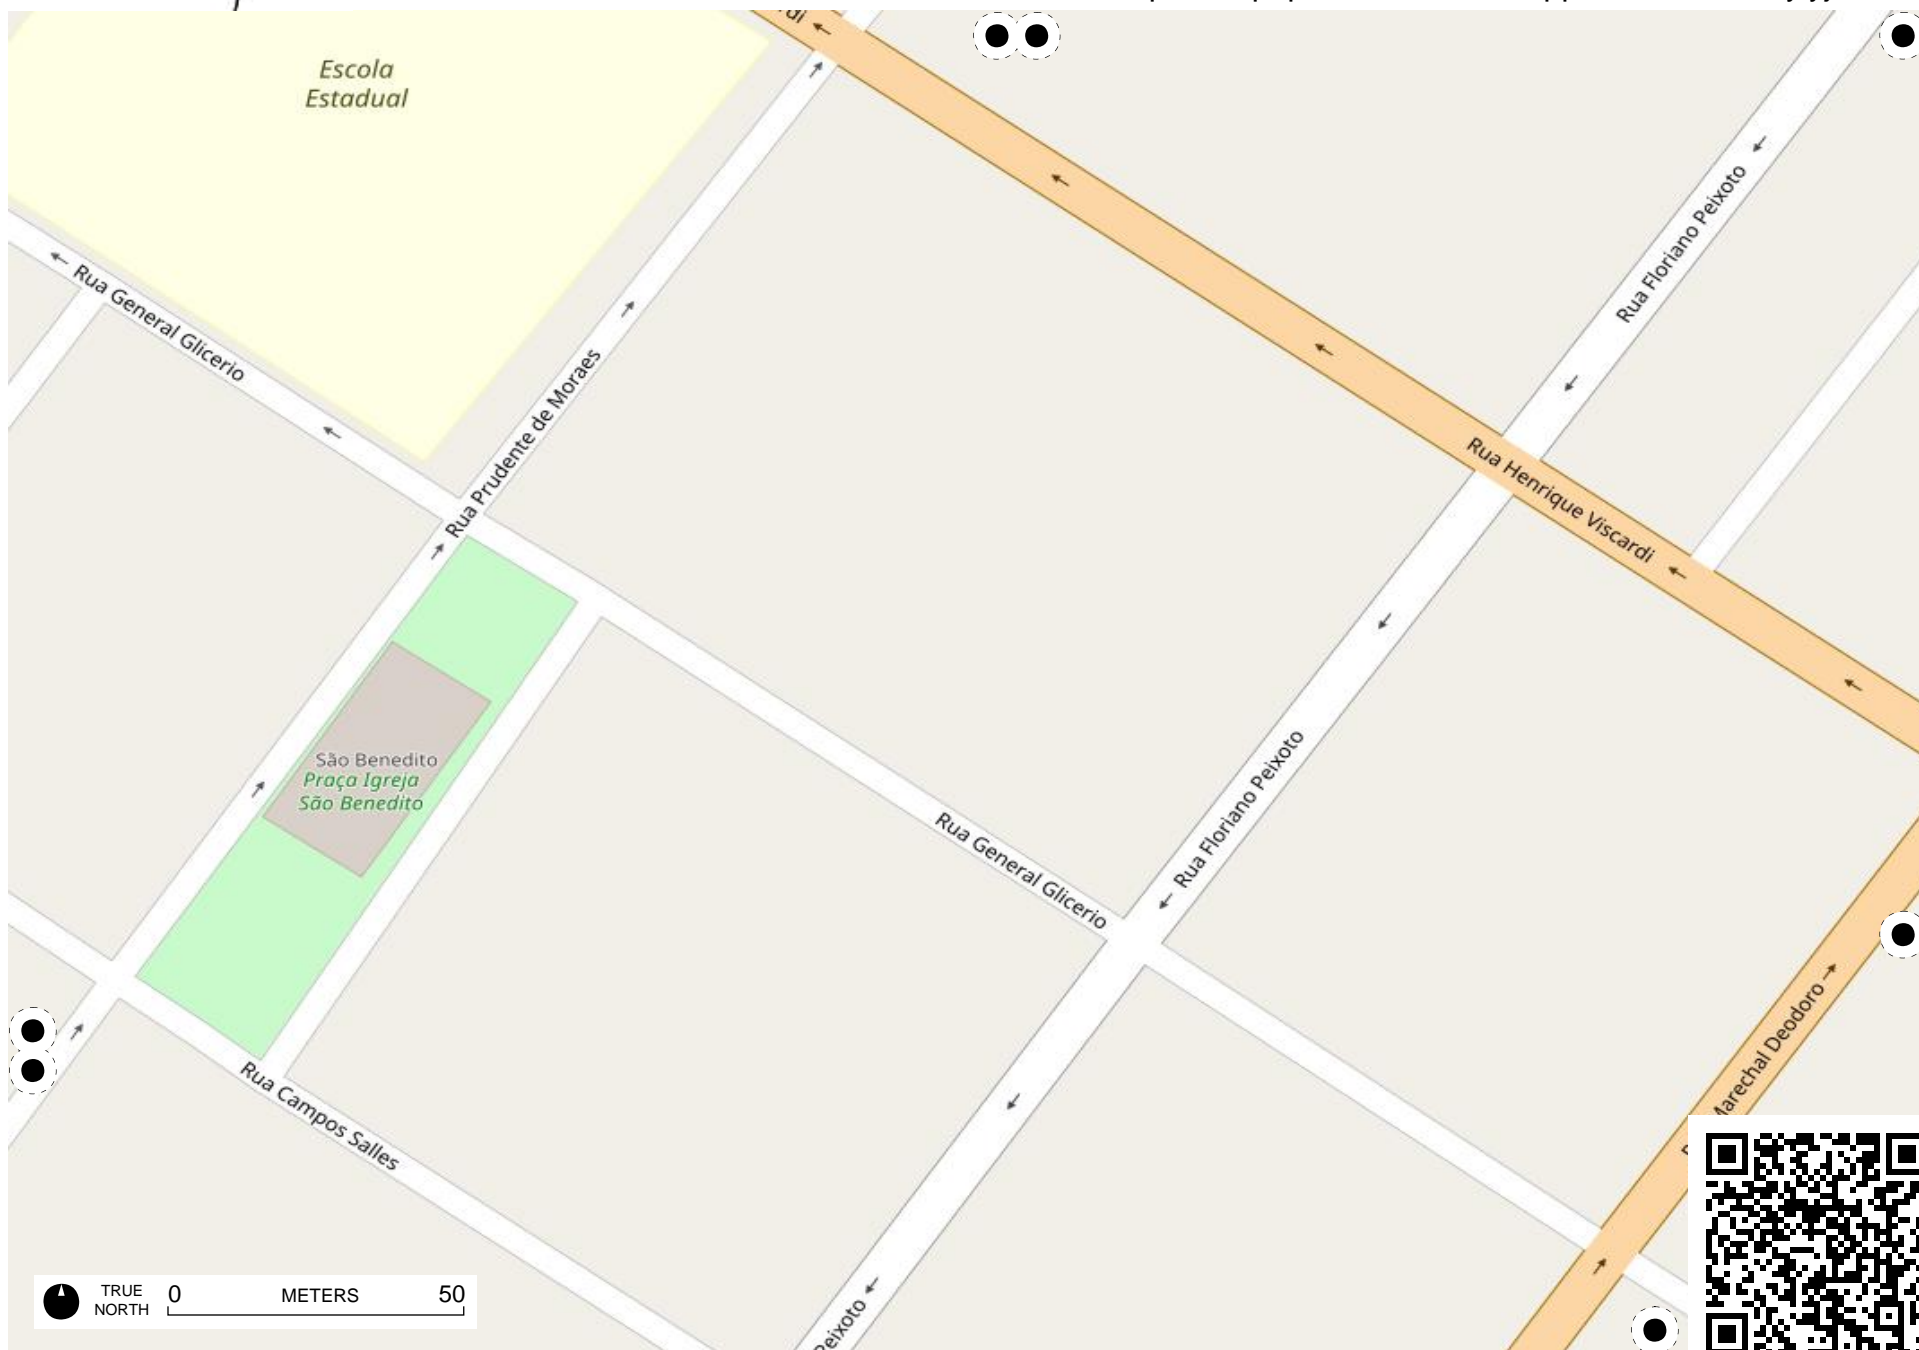 Escola
Estadual
Rua Floriano Peixoto
Rua General Glicerio
Rua Prudente de Moraes
Rua Henrique Viscardi
São Benedito
Praça Igreja
São Benedito
Rua Floriano Peixoto
Rua General Glicerio
Marechal Deodoro
Rua Campos Salles
Peixoto
TRUE
NORTH
0 METERS 50